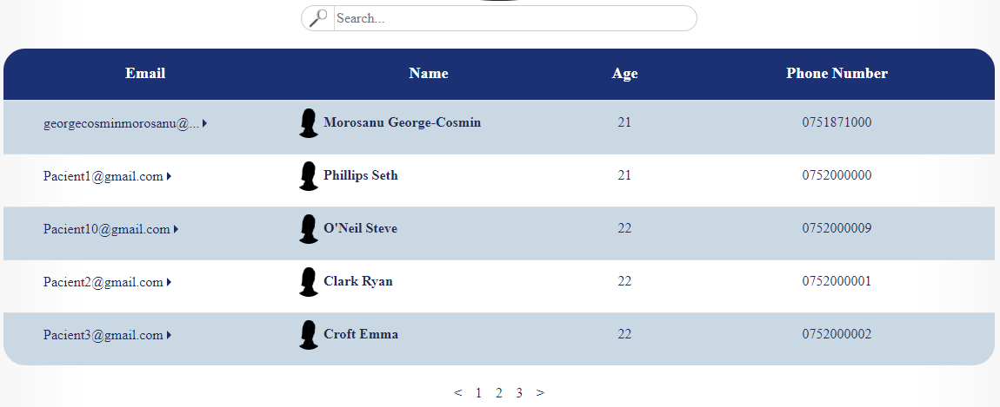 Search...
Email Name Age Phone Number
georgecosminmorosanu@... Morosanu George-Cosmin 21 0751871000
Pacient1@gmail.com Phillips Seth 21 0752000000
Pacient10@gmail.com O'Neil Steve 22 0752000009
Pacient2@gmail.com Clark Ryan 22 0752000001
Pacient3@gmail.com Croft Emma 22 0752000002
< 1 2 3 >